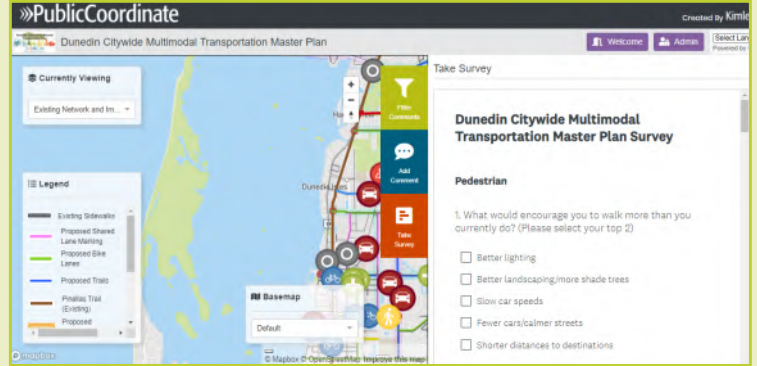 »PublicCoordinate
Created By Kimle
Dunedin Citywide Multimodal Transportation Master Plan
Welcome
Admin
Select Lan
Powered by
Currently Viewing
Existing Network and Im...
Legend
Existing Sidewalks
Proposed Shared
Lane Marking
Proposed Bike
Lanes
Proposed Trails
Pinellas Trail
(Existing)
Proposed
+
-
Filter
Comments
Add
Comment
Take
Survey
Basemap
Default
mapbox
© Mapbox © OpenStreetMap Improve this map
Take Survey
Dunedin Citywide Multimodal
Transportation Master Plan Survey
Pedestrian
1. What would encourage you to walk more than you
currently do? (Please select your top 2)
Better lighting
Better landscaping/more shade trees
Slow car speeds
Fewer cars/calmer streets
Shorter distances to destinations